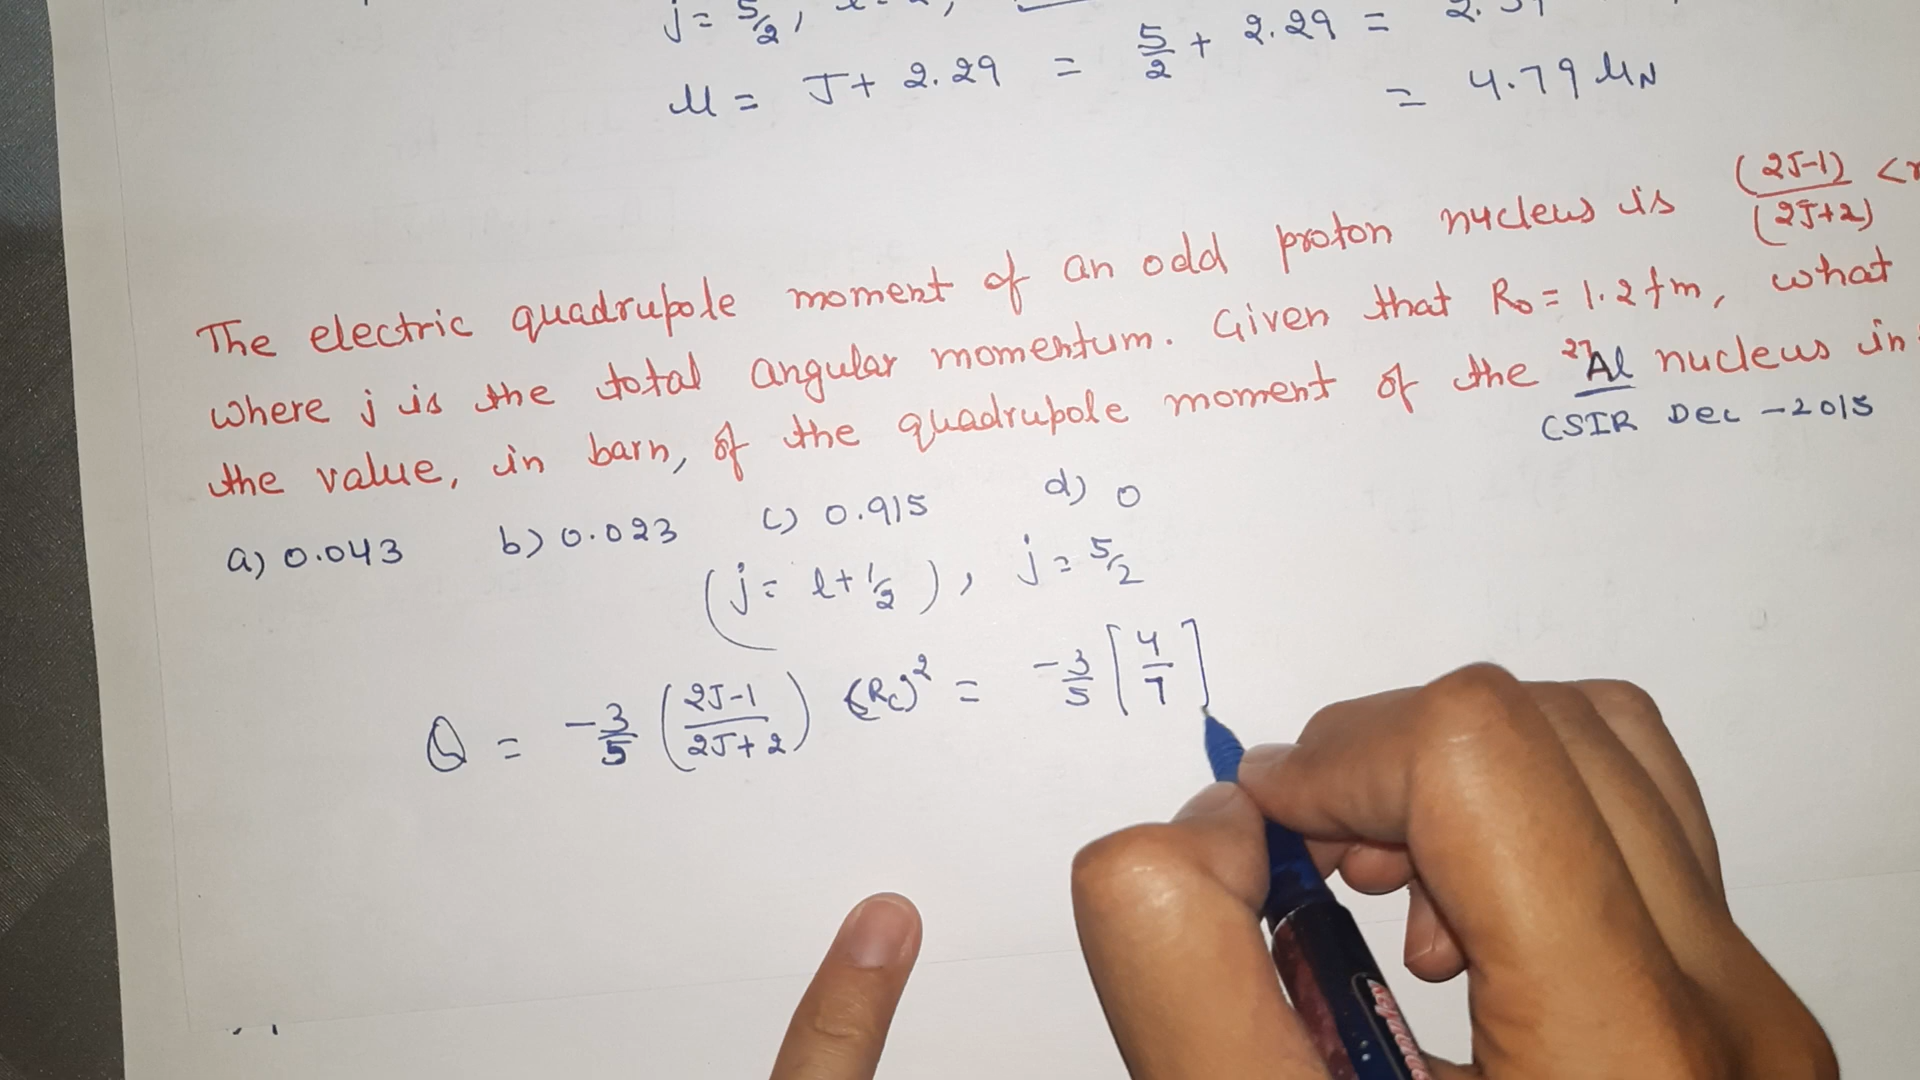 j = 5/2,
μ = J + 2.29 = 5/2 + 2.29 =
= 4.79 μN
The electric quadrupole moment of an odd proton nucleus is (2J-1)/(2J+2) <r
where j is the total angular momentum. Given that R₀ = 1.2 fm, what
the value, in barn, of the quadrupole moment of the ²⁷Al nucleus in
CSIR Dec - 2015
a) 0.043 b) 0.023 c) 0.915 d) 0
(j = l + 1/2), j = 5/2
Q = -3/5 (2J-1/2J+2) (R₀)² = -3/5 [4/7]